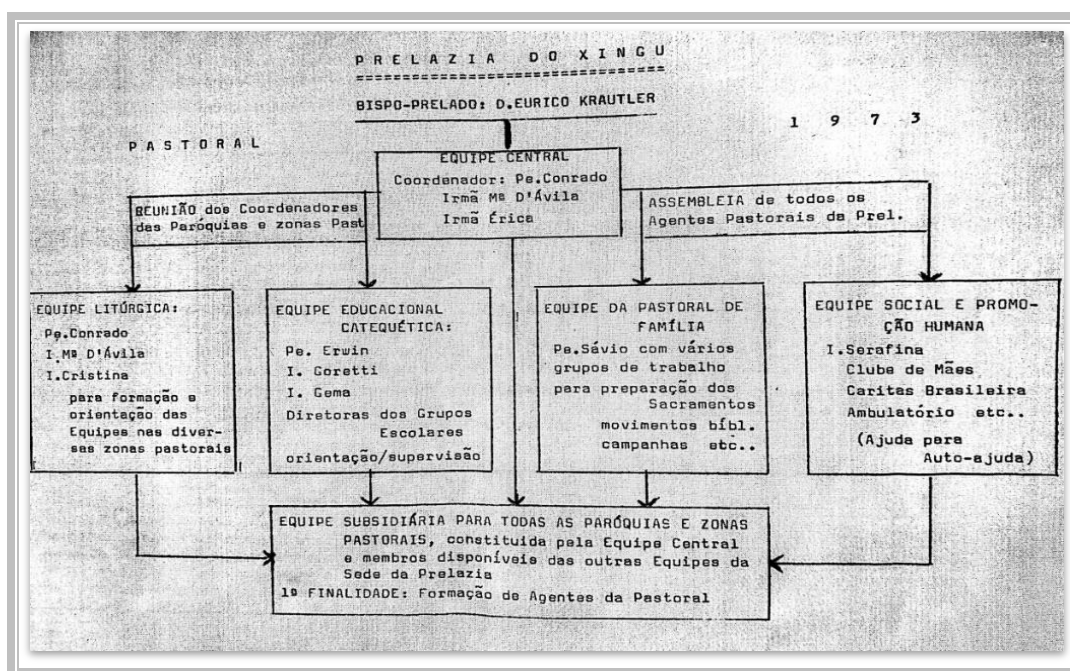 PRELAZIA DO XINGU
BISPO-PRELADO: D.EURICO KRAUTLER
1 9 7 3
PASTORAL
EQUIPE CENTRAL
Coordenador: Pe.Conrado
Irmã Mª D'Ávila
Irmã Érica
REUNIÃO dos Coordenadores
das Paróquias e zonas Past
ASSEMBLEIA de todos os
Agentes Pastorais da Prel.
EQUIPE LITÚRGICA:
Pe.Conrado
I.Mª D'Ávila
I.Cristina
para formação e
orientação das
Equipes nas diver-
sas zonas pastorais
EQUIPE EDUCACIONAL
CATEQUÉTICA:
Pe. Erwin
I. Goretti
I. Gema
Diretoras dos Grupos
Escolares
orientação/supervisão
EQUIPE DA PASTORAL DE
FAMÍLIA
Pe.Sávio com vários
grupos de trabalho
para preparação dos
Sacramentos
movimentos bíbl.
campanhas etc..
EQUIPE SOCIAL E PROMO-
ÇÃO HUMANA
I.Serafina
Clube de Mães
Caritas Brasileira
Ambulatório etc..
(Ajuda para
Auto-ajuda)
EQUIPE SUBSIDIÁRIA PARA TODAS AS PARÓQUIAS E ZONAS
PASTORAIS, constituida pela Equipe Central
e membros disponíveis das outras Equipes da
Sede da Prelazia
1º FINALIDADE: Formação de Agentes da Pastoral